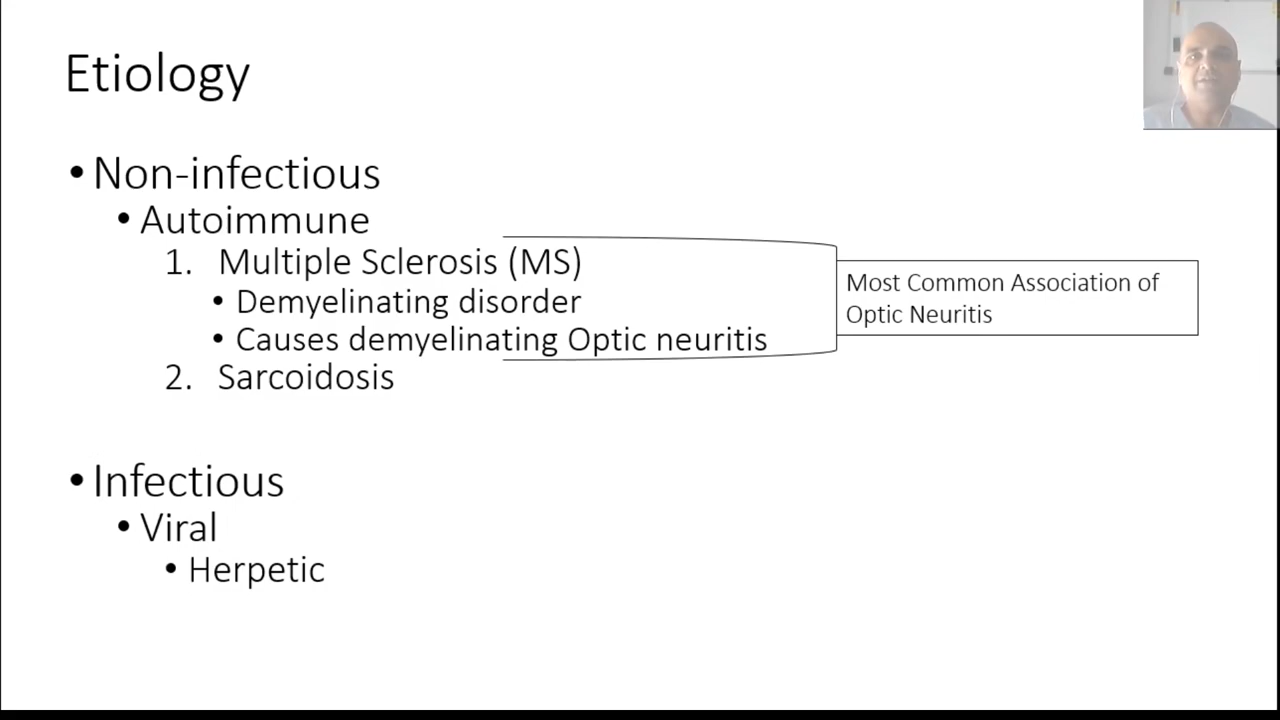 Etiology
• Non-infectious
• Autoimmune
1. Multiple Sclerosis (MS)
• Demyelinating disorder
• Causes demyelinating Optic neuritis
2. Sarcoidosis
Most Common Association of
Optic Neuritis
• Infectious
• Viral
• Herpetic